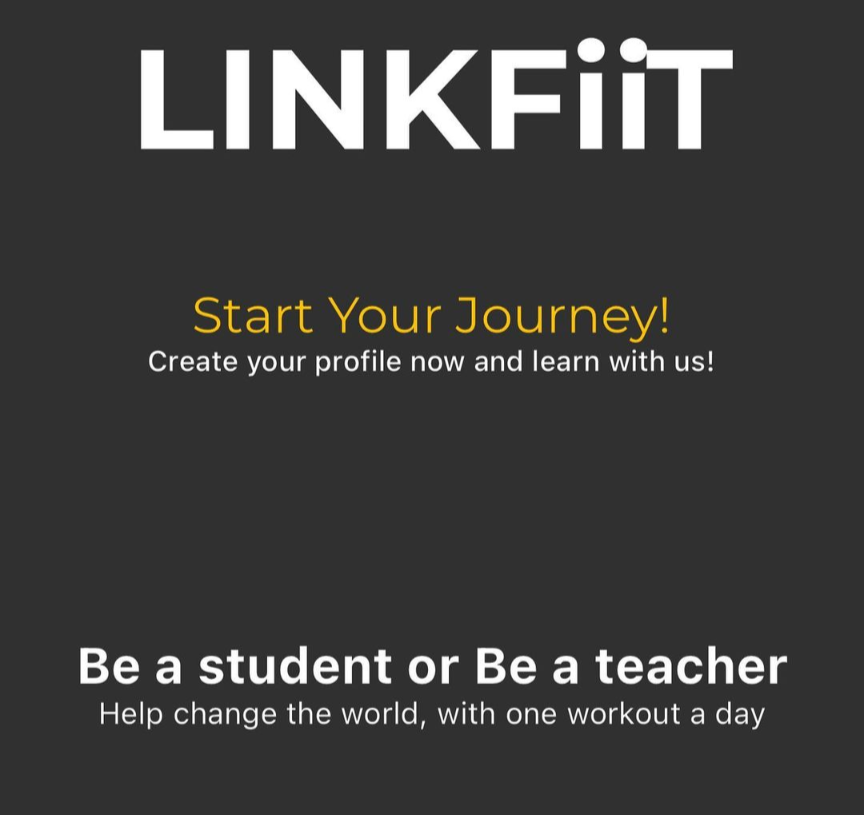 LINKFiiT
Start Your Journey!
Create your profile now and learn with us!
Be a student or Be a teacher
Help change the world, with one workout a day